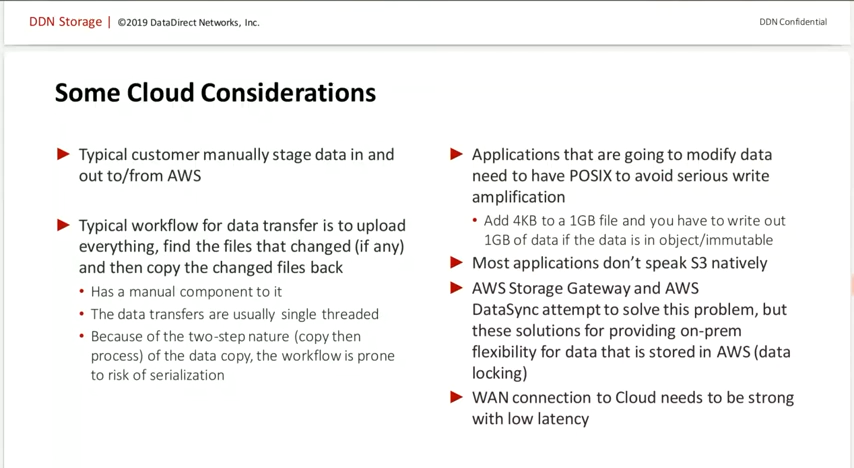 DDN Storage | ©2019 DataDirect Networks, Inc.
DDN Confidential
Some Cloud Considerations
► Typical customer manually stage data in and
out to/from AWS
► Typical workflow for data transfer is to upload
everything, find the files that changed (if any)
and then copy the changed files back
• Has a manual component to it
• The data transfers are usually single threaded
• Because of the two-step nature (copy then
process) of the data copy, the workflow is prone
to risk of serialization
► Applications that are going to modify data
need to have POSIX to avoid serious write
amplification
• Add 4KB to a 1GB file and you have to write out
1GB of data if the data is in object/immutable
► Most applications don't speak S3 natively
► AWS Storage Gateway and AWS
DataSync attempt to solve this problem, but
these solutions for providing on-prem
flexibility for data that is stored in AWS (data
locking)
► WAN connection to Cloud needs to be strong
with low latency